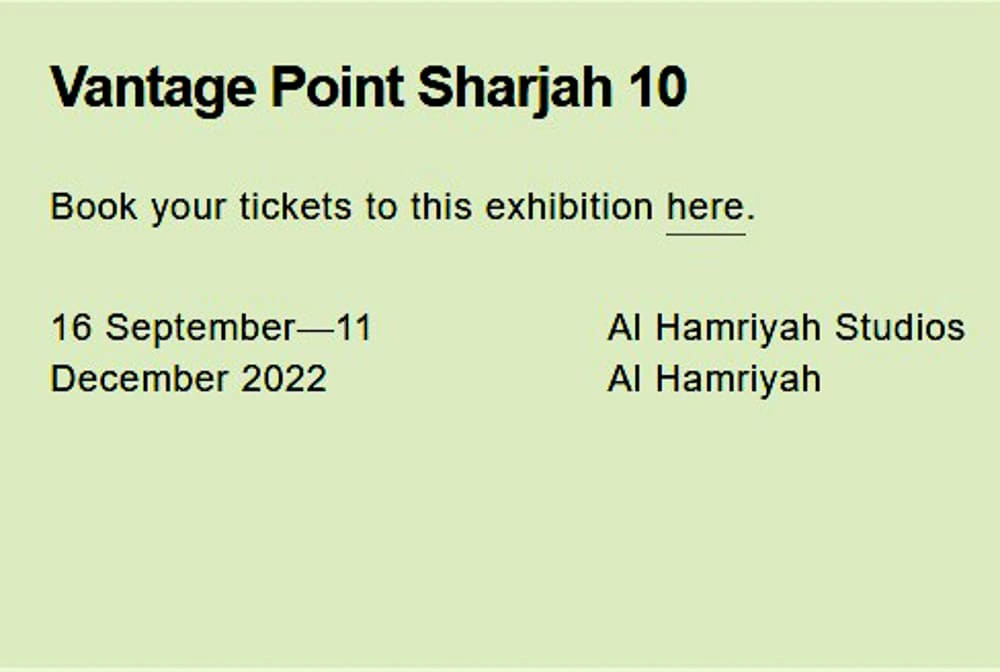 Vantage Point Sharjah 10
Book your tickets to this exhibition here.
16 September—11
December 2022
Al Hamriyah Studios
Al Hamriyah